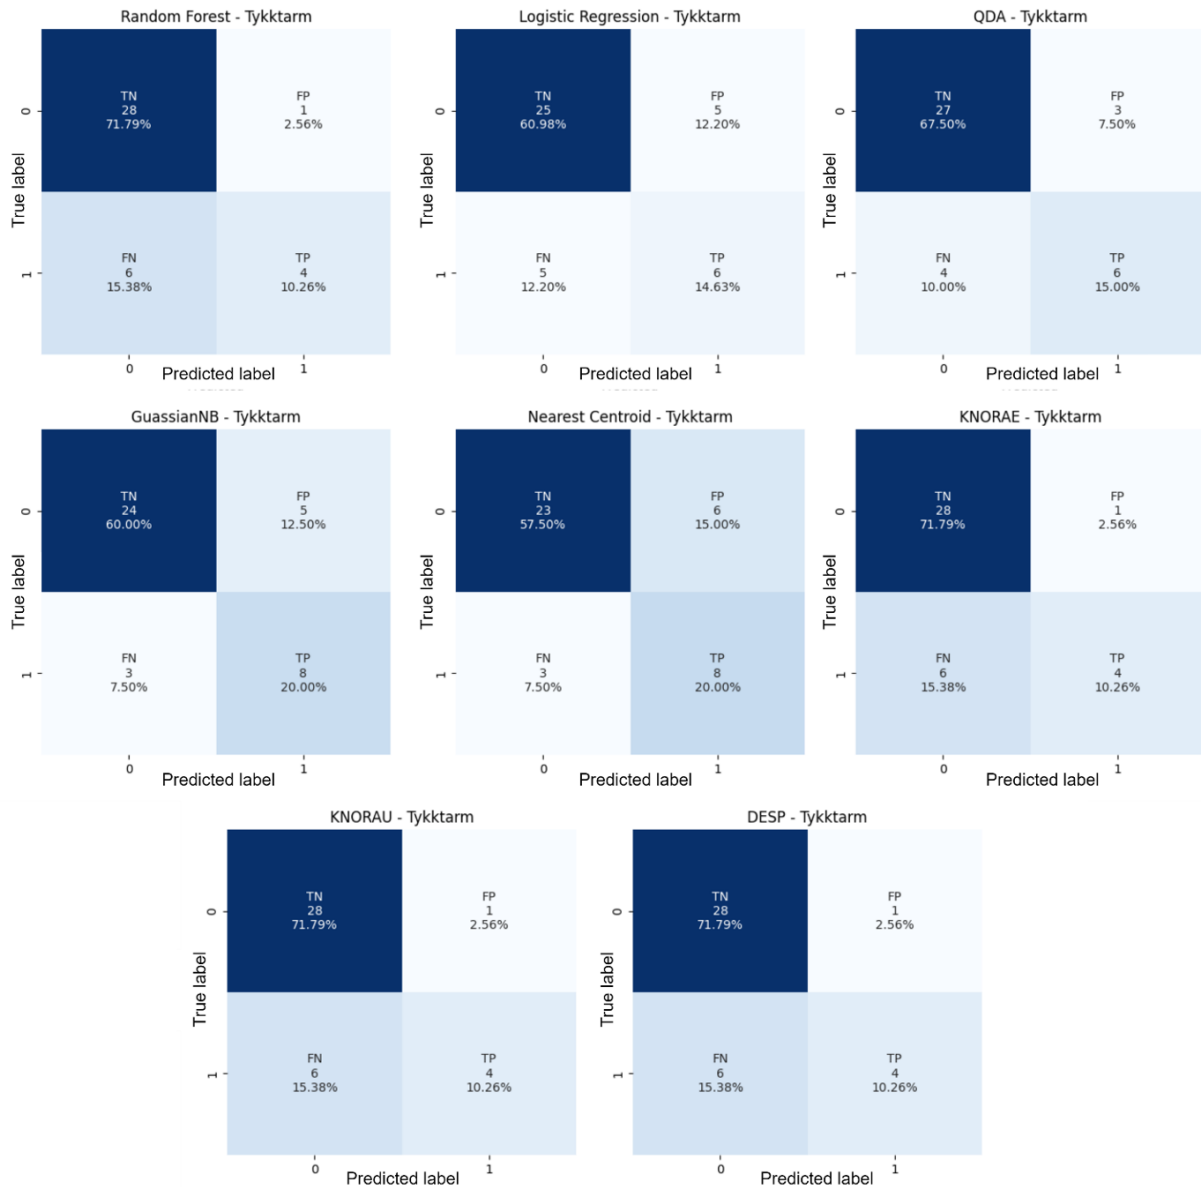 Random Forest - Tykktarm
Logistic Regression - Tykktarm
QDA - Tykktarm
True label
0
TN
28
71.79%
FP
1
2.56%
1
FN
6
15.38%
TP
4
10.26%
0
1
Predicted label
True label
0
TN
25
60.98%
FP
5
12.20%
1
FN
5
12.20%
TP
6
14.63%
0
1
Predicted label
True label
0
TN
27
67.50%
FP
3
7.50%
1
FN
4
10.00%
TP
6
15.00%
0
1
Predicted label
GuassianNB - Tykktarm
Nearest Centroid - Tykktarm
KNORAE - Tykktarm
True label
0
TN
24
60.00%
FP
5
12.50%
1
FN
3
7.50%
TP
8
20.00%
0
1
Predicted label
True label
0
TN
23
57.50%
FP
6
15.00%
1
FN
3
7.50%
TP
8
20.00%
0
1
Predicted label
True label
0
TN
28
71.79%
FP
1
2.56%
1
FN
6
15.38%
TP
4
10.26%
0
1
Predicted label
KNORAU - Tykktarm
DESP - Tykktarm
True label
0
TN
28
71.79%
FP
1
2.56%
1
FN
6
15.38%
TP
4
10.26%
0
1
Predicted label
True label
0
TN
28
71.79%
FP
1
2.56%
1
FN
6
15.38%
TP
4
10.26%
0
1
Predicted label